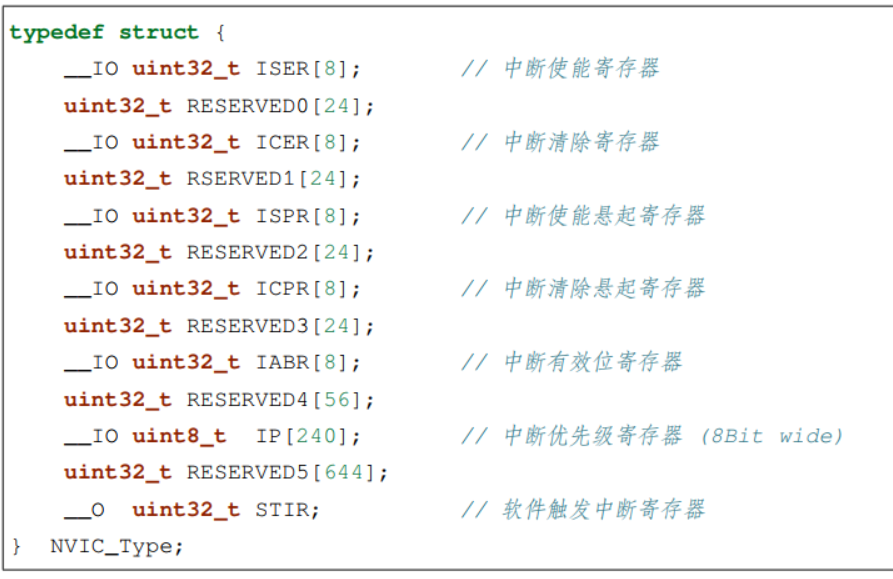 typedef struct {
    __IO uint32_t ISER[8];          // 中断使能寄存器
    uint32_t RESERVED0[24];
    __IO uint32_t ICER[8];          // 中断清除寄存器
    uint32_t RSERVED1[24];
    __IO uint32_t ISPR[8];          // 中断使能悬起寄存器
    uint32_t RESERVED2[24];
    __IO uint32_t ICPR[8];          // 中断清除悬起寄存器
    uint32_t RESERVED3[24];
    __IO uint32_t IABR[8];          // 中断有效位寄存器
    uint32_t RESERVED4[56];
    __IO uint8_t  IP[240];          // 中断优先级寄存器 (8Bit wide)
    uint32_t RESERVED5[644];
    __O  uint32_t STIR;             // 软件触发中断寄存器
}  NVIC_Type;